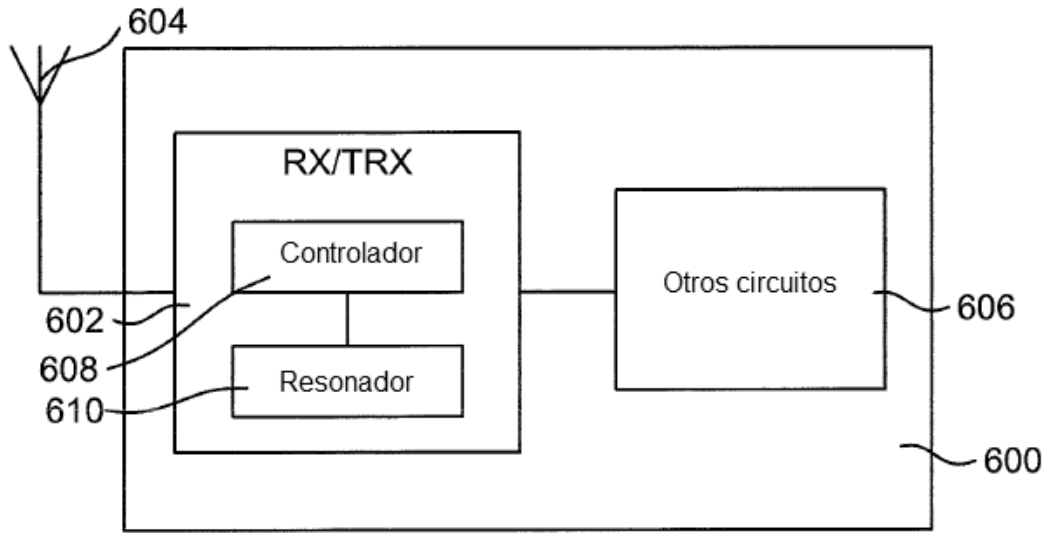 604
RX/TRX
Controlador
Otros circuitos
602
606
608
Resonador
610
600